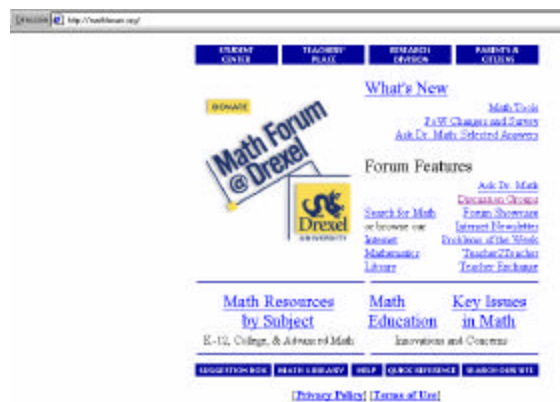 Address http://mathforum.org/
STUDENT CENTER
TEACHERS' PLACE
RESEARCH DIVISION
PARENTS & CITIZENS
What's New
DONATE
Math Tools
PoW Changes and Survey
Ask Dr. Math: Selected Answers
Math Forum
@ Drexel
Forum Features
Drexel
UNIVERSITY
Ask Dr. Math
Discussion Groups
Search for Math Forum Showcase
or browse our Internet Newsletter
Internet Problems of the Week
Mathematics Teacher2Teacher
Library Teacher Exchange
Math Resources
by Subject
K-12, College, & Advanced Math
Math
Education
Key Issues
in Math
Innovations and Concerns
SUGGESTION BOX MATH LIBRARY HELP QUICK REFERENCE SEARCH OUR SITE
[Privacy Policy] [Terms of Use]